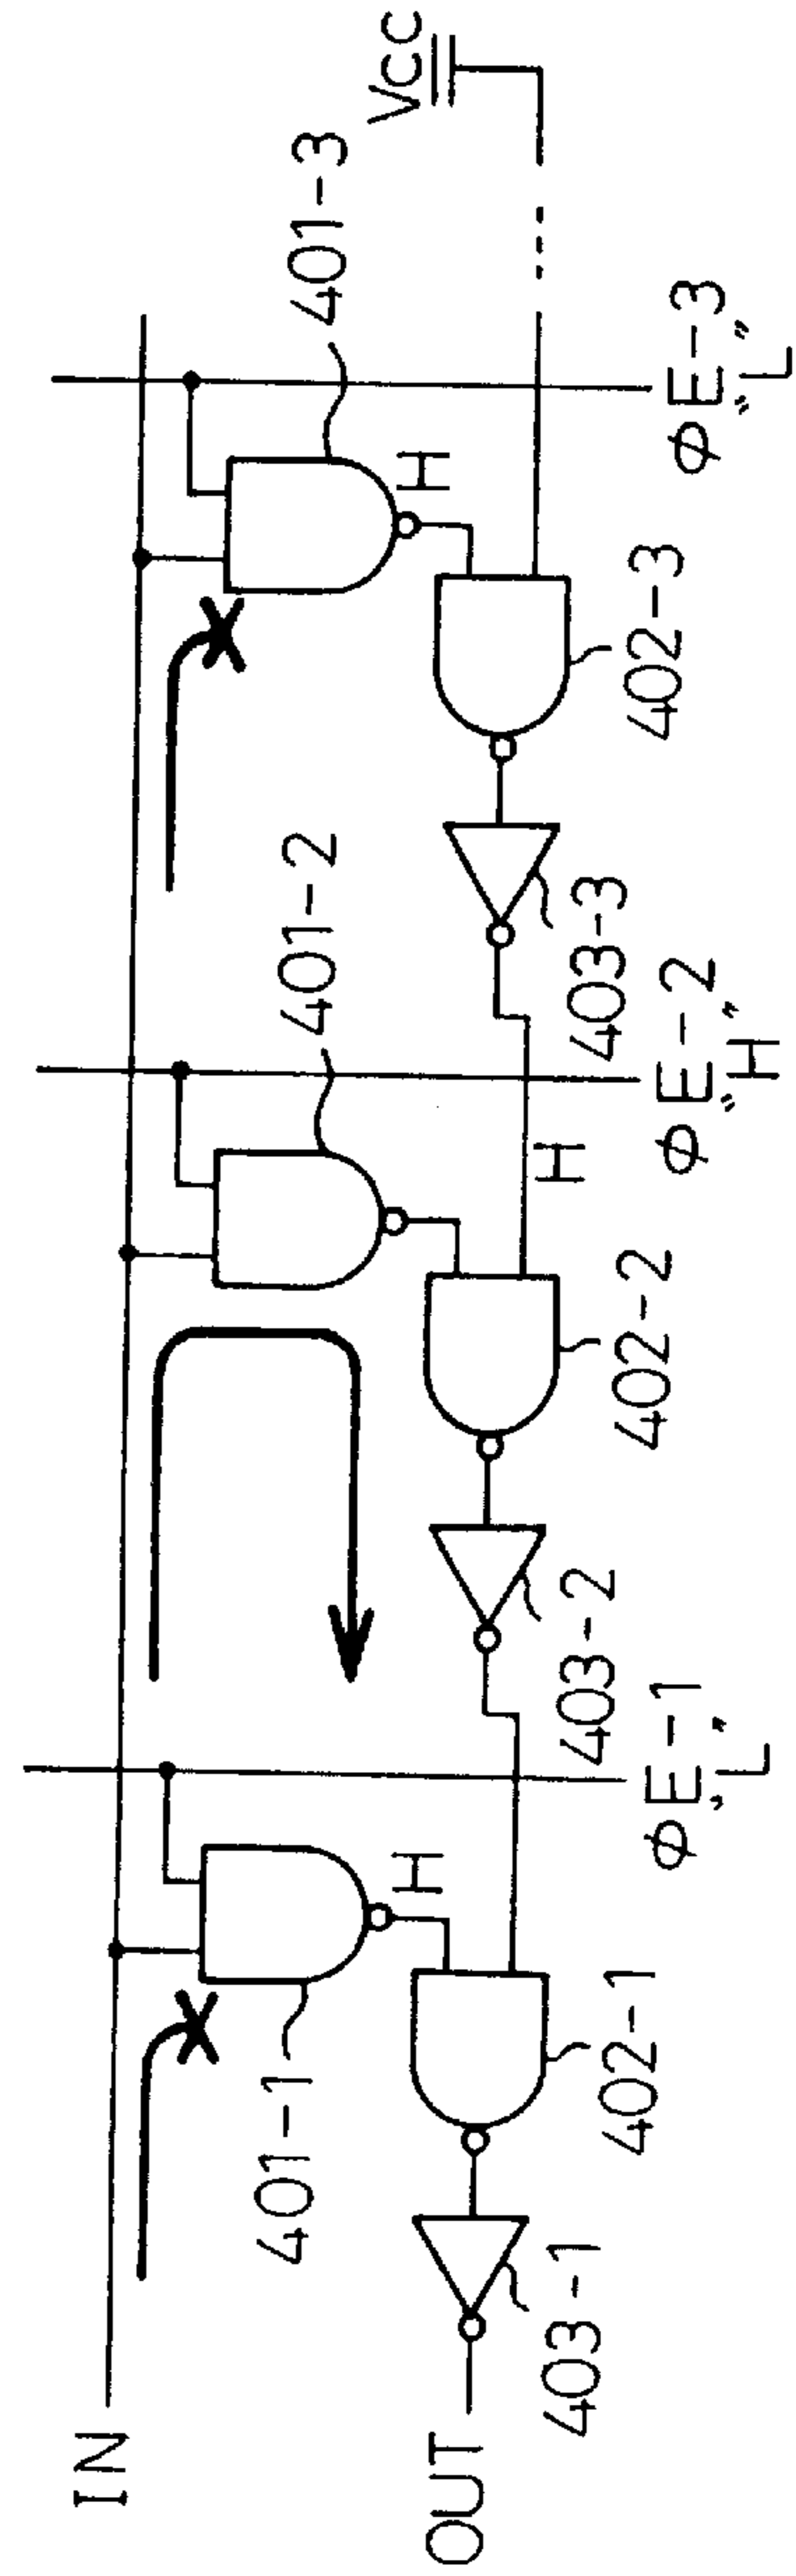 IN
OUT
401-1
H
402-1
403-1
φE-1
"L"
401-2
H
402-2
403-2
φE-2
"H"
401-3
H
402-3
403-3
φE-3
"L"
Vcc